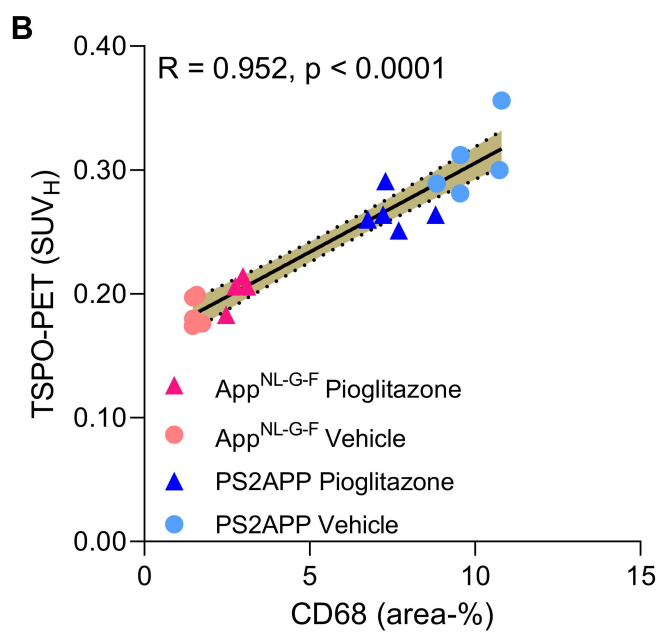 B
R = 0.952, p < 0.0001
0.40
0.30
0.20
0.10
0.00
TSPO-PET (SUVH)
AppNL-G-F Pioglitazone
AppNL-G-F Vehicle
PS2APP Pioglitazone
PS2APP Vehicle
0 5 10 15
CD68 (area-%)